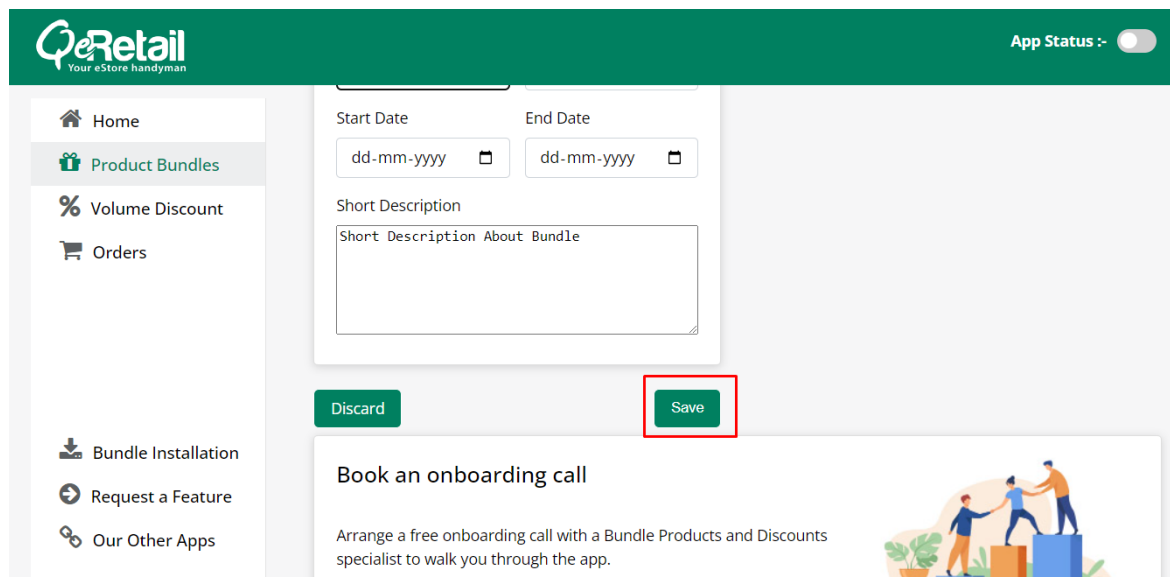 QeRetail
Your eStore handyman
App Status :-
Home
Product Bundles
Volume Discount
Orders
Bundle Installation
Request a Feature
Our Other Apps
Start Date
End Date
dd-mm-yyyy
dd-mm-yyyy
Short Description
Short Description About Bundle
Discard
Save
Book an onboarding call
Arrange a free onboarding call with a Bundle Products and Discounts
specialist to walk you through the app.